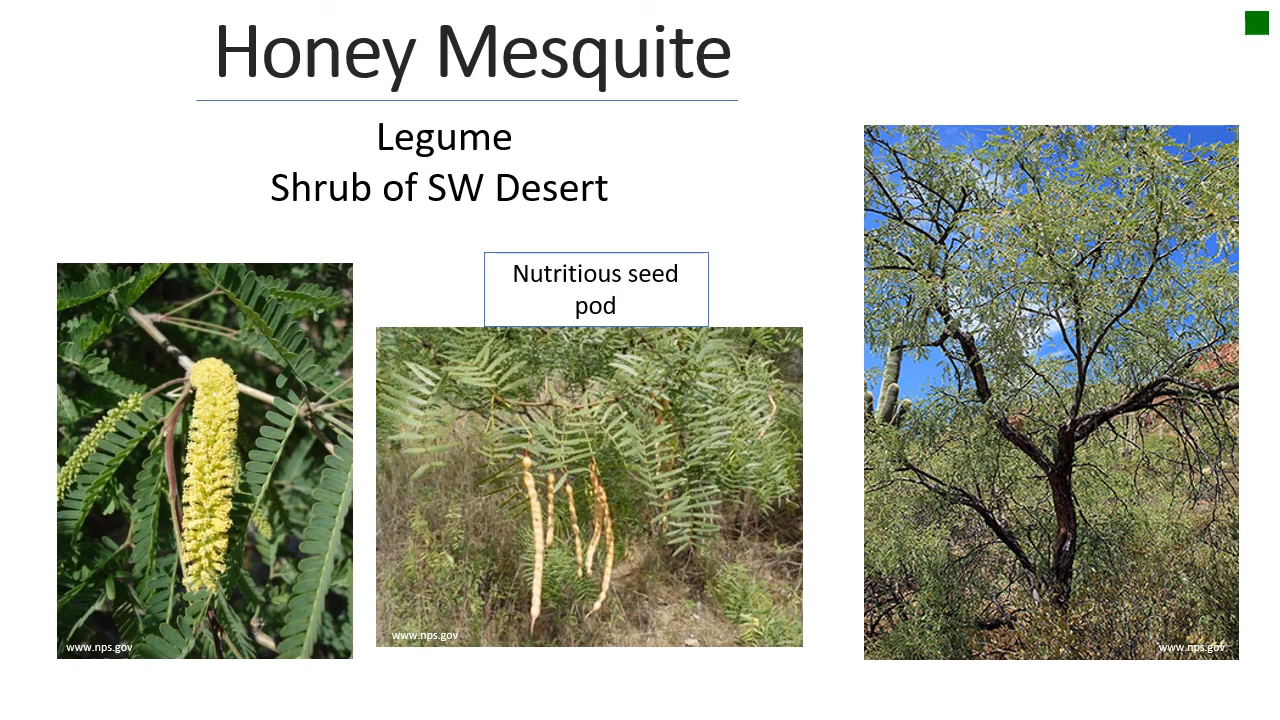 Honey Mesquite
Legume
Shrub of SW Desert
Nutritious seed
pod
www.nps.gov
www.nps.gov
www.nps.gov